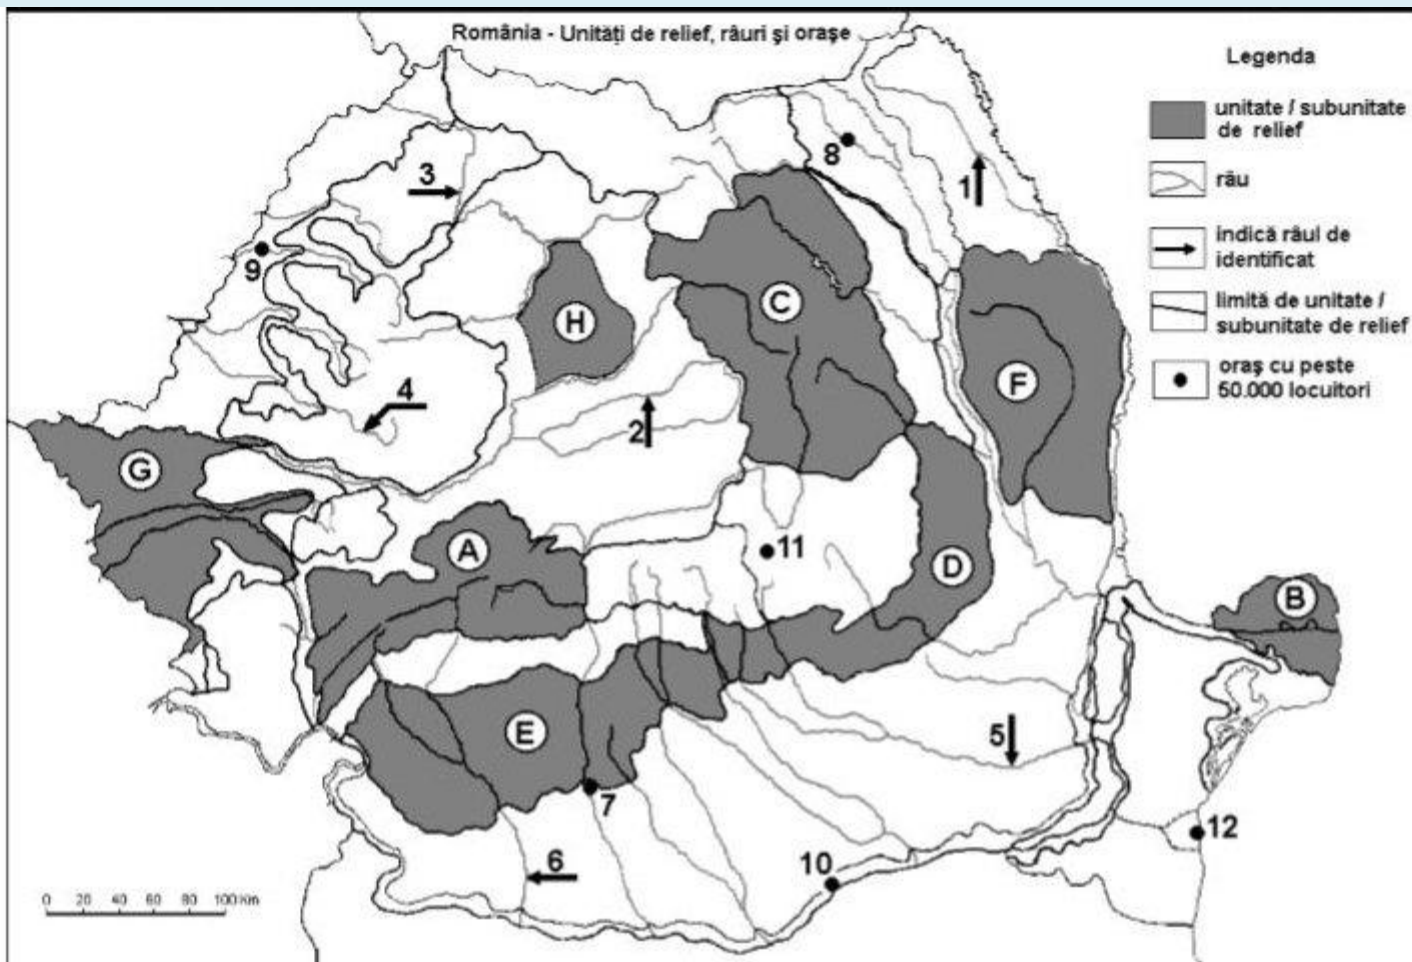 România - Unități de relief, râuri și orașe
Legenda
unitate / subunitate
de relief
râu
indică râul de
identificat
limită de unitate /
subunitate de relief
oraș cu peste
50.000 locuitori
8
1
3
9
C
H
F
4
2
G
A
11
D
B
E
5
7
12
6
10
0 20 40 60 80 100 Km